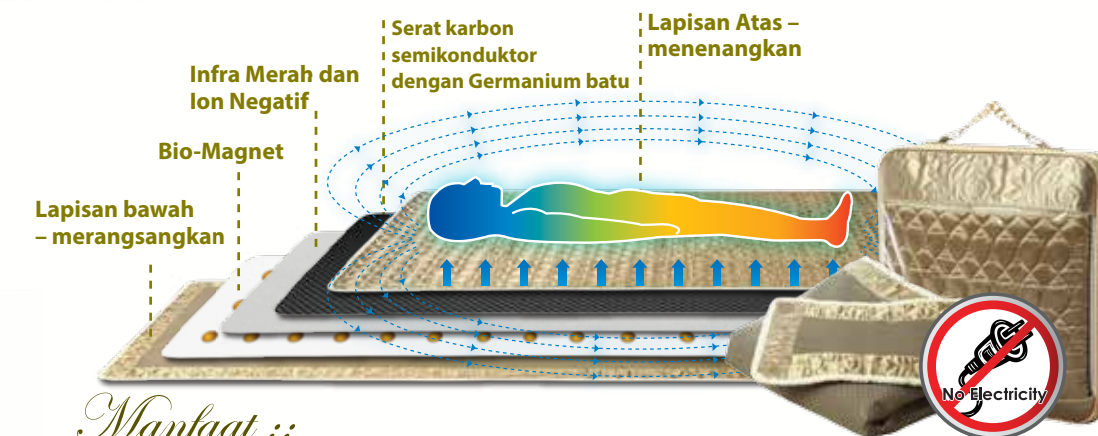 Serat karbon
semikonduktor
dengan Germanium batu
Lapisan Atas –
menenangkan
Infra Merah dan
Ion Negatif
Bio-Magnet
Lapisan bawah
– merangsangkan
No Electricity
Manfaat ::